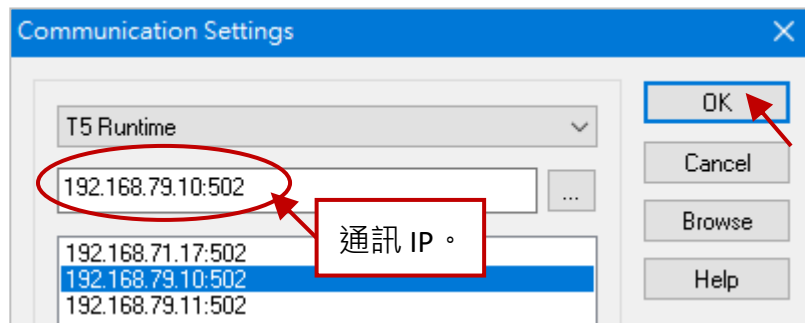 Communication Settings
T5 Runtime
OK
192.168.79.10:502
...
Cancel
通訊 IP。
Browse
192.168.71.17:502
192.168.79.10:502
Help
192.168.79.11:502